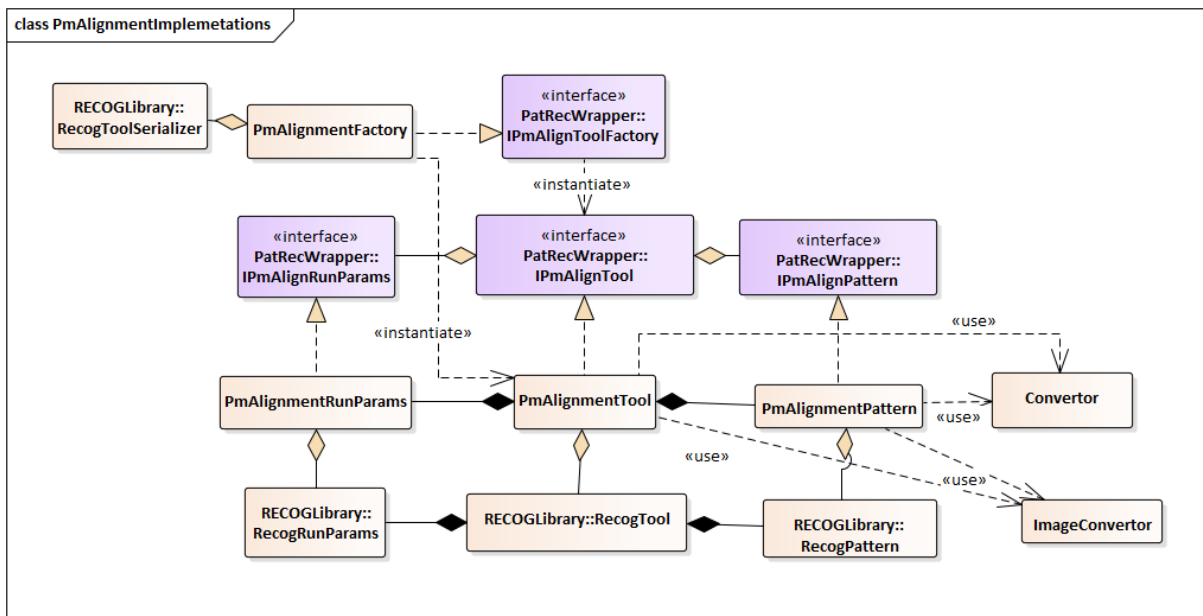 class PmAlignmentImplemetations
RECOGLibrary::
RecogToolSerializer
PmAlignmentFactory
«interface»
PatRecWrapper::
IPmAlignToolFactory
«instantiate»
«interface»
PatRecWrapper::
IPmAlignRunParams
«interface»
PatRecWrapper::
IPmAlignTool
«interface»
PatRecWrapper::
IPmAlignPattern
«instantiate»
«use»
PmAlignmentRunParams
PmAlignmentTool
PmAlignmentPattern
Convertor
«use»
«use»
«use»
RECOGLibrary::
RecogRunParams
RECOGLibrary::RecogTool
RECOGLibrary::
RecogPattern
ImageConvertor